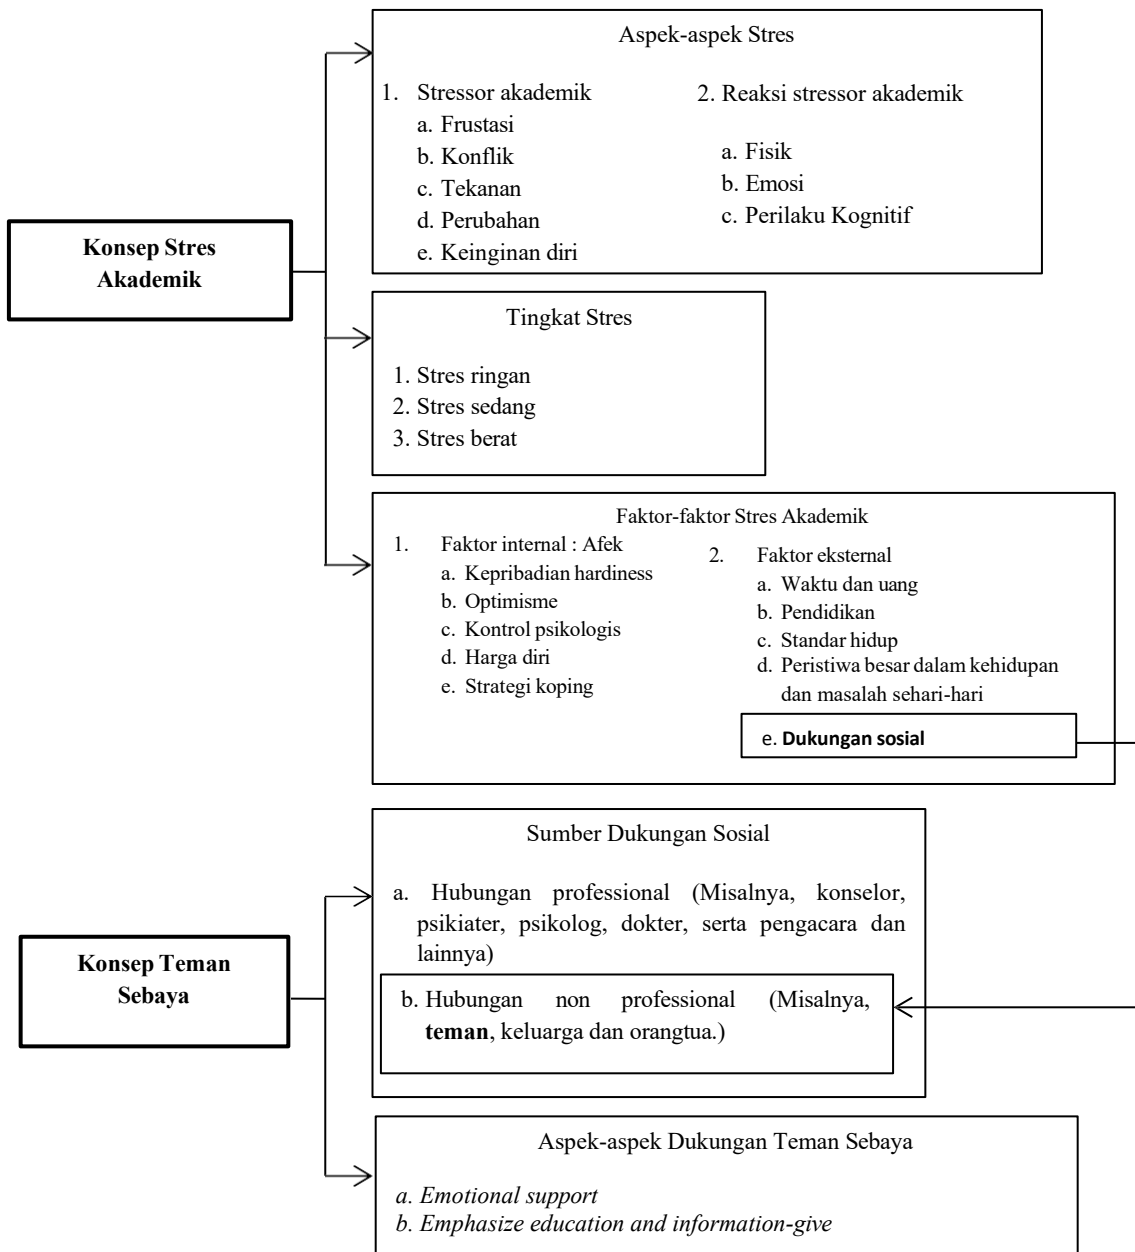 Aspek-aspek Stres
1. Stressor akademik
a. Frustasi
b. Konflik
c. Tekanan
d. Perubahan
e. Keinginan diri
2. Reaksi stressor akademik
a. Fisik
b. Emosi
c. Perilaku Kognitif
Konsep Stres
Akademik
Tingkat Stres
1. Stres ringan
2. Stres sedang
3. Stres berat
Faktor-faktor Stres Akademik
1. Faktor internal : Afek
a. Kepribadian hardiness
b. Optimisme
c. Kontrol psikologis
d. Harga diri
e. Strategi koping
2. Faktor eksternal
a. Waktu dan uang
b. Pendidikan
c. Standar hidup
d. Peristiwa besar dalam kehidupan
dan masalah sehari-hari
e. Dukungan sosial
Sumber Dukungan Sosial
a. Hubungan professional (Misalnya, konselor,
psikiater, psikolog, dokter, serta pengacara dan
lainnya)
b. Hubungan non professional (Misalnya,
teman, keluarga dan orangtua.)
Konsep Teman
Sebaya
Aspek-aspek Dukungan Teman Sebaya
a. Emotional support
b. Emphasize education and information-give